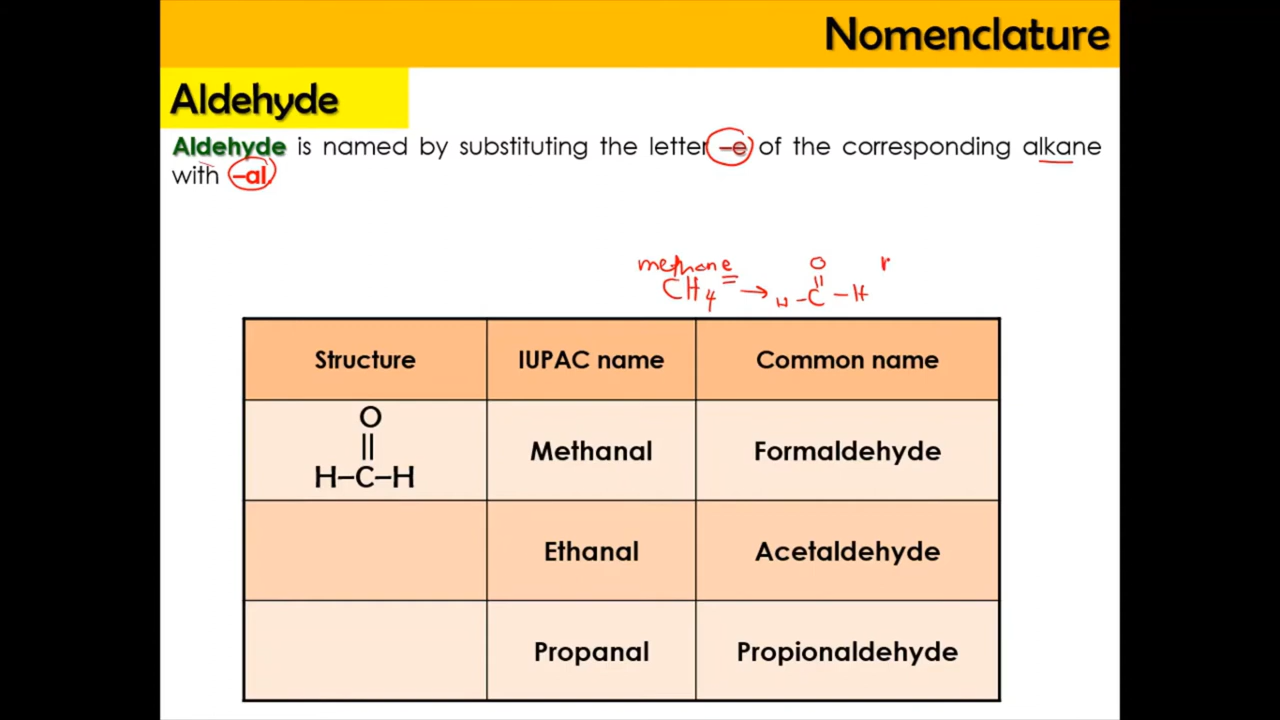 Nomenclature
Aldehyde
Aldehyde is named by substituting the letter –e of the corresponding alkane
with –al.
methane
O
r
CH4 → H – C – H
Structure
IUPAC name
Common name
O
||
H–C–H
Methanal
Formaldehyde
Ethanal
Acetaldehyde
Propanal
Propionaldehyde